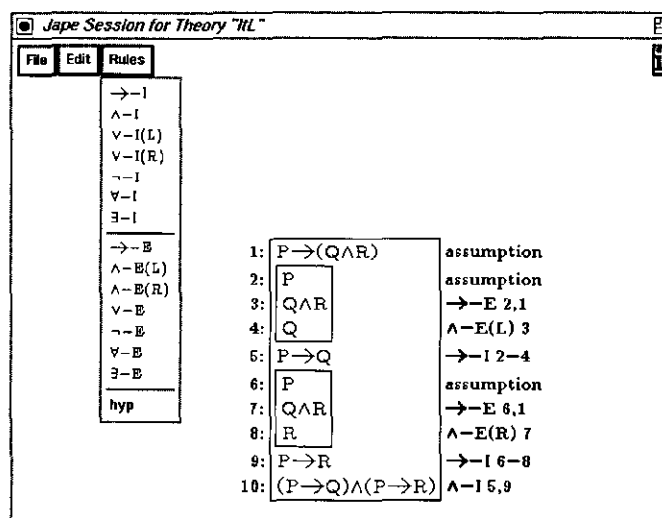 Jape Session for Theory "ItL"
File Edit Rules
→-I
∧-I
∨-I(L)
∨-I(R)
¬-I
∀-I
∃-I
→-E
∧-E(L)
∧-E(R)
∨-E
¬-E
∀-E
∃-E
hyp
1: P→(Q∧R) assumption
2: P assumption
3: Q∧R →-E 2,1
4: Q ∧-E(L) 3
5: P→Q →-I 2-4
6: P assumption
7: Q∧R →-E 6,1
8: R ∧-E(R) 7
9: P→R →-I 6-8
10: (P→Q)∧(P→R) ∧-I 5,9